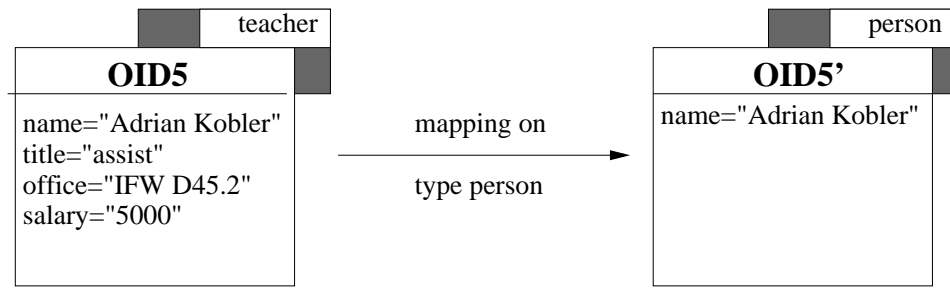 teacher
OID5
name="Adrian Kobler"
title="assist"
office="IFW D45.2"
salary="5000"
mapping on
type person
person
OID5’
name="Adrian Kobler"